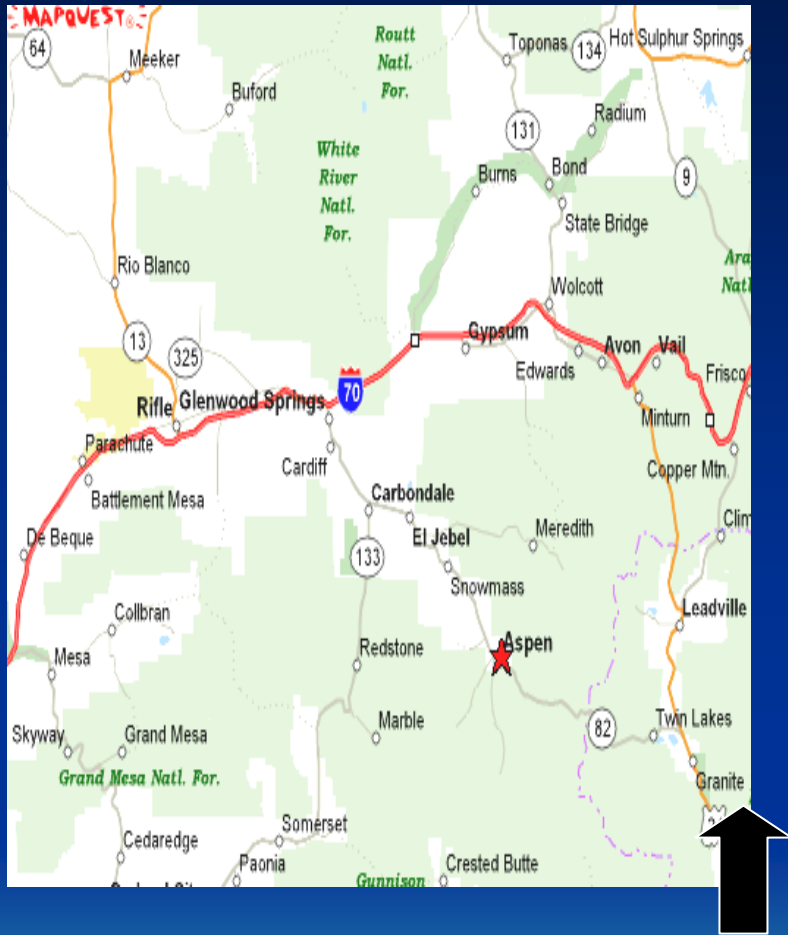 MAPQUEST®
64
Meeker
Buford
Routt
Natl.
For.
Toponas
134
Hot Sulphur Springs
Radium
131
White
River
Natl.
For.
Burns
Bond
9
State Bridge
Rio Blanco
Wolcott
13
325
Gypsum
Edwards
Avon
Vail
Frisco
Rifle
Glenwood Springs
70
Minturn
Parachute
Cardiff
Copper Mtn.
Battlement Mesa
Carbondale
El Jebel
Meredith
De Beque
133
Snowmass
Collbran
Leadville
Redstone
Aspen
Mesa
Marble
82
Twin Lakes
Skyway
Grand Mesa
Grand Mesa Natl. For.
Granite
Somerset
Cedaredge
Paonia
Gunnison
Crested Butte